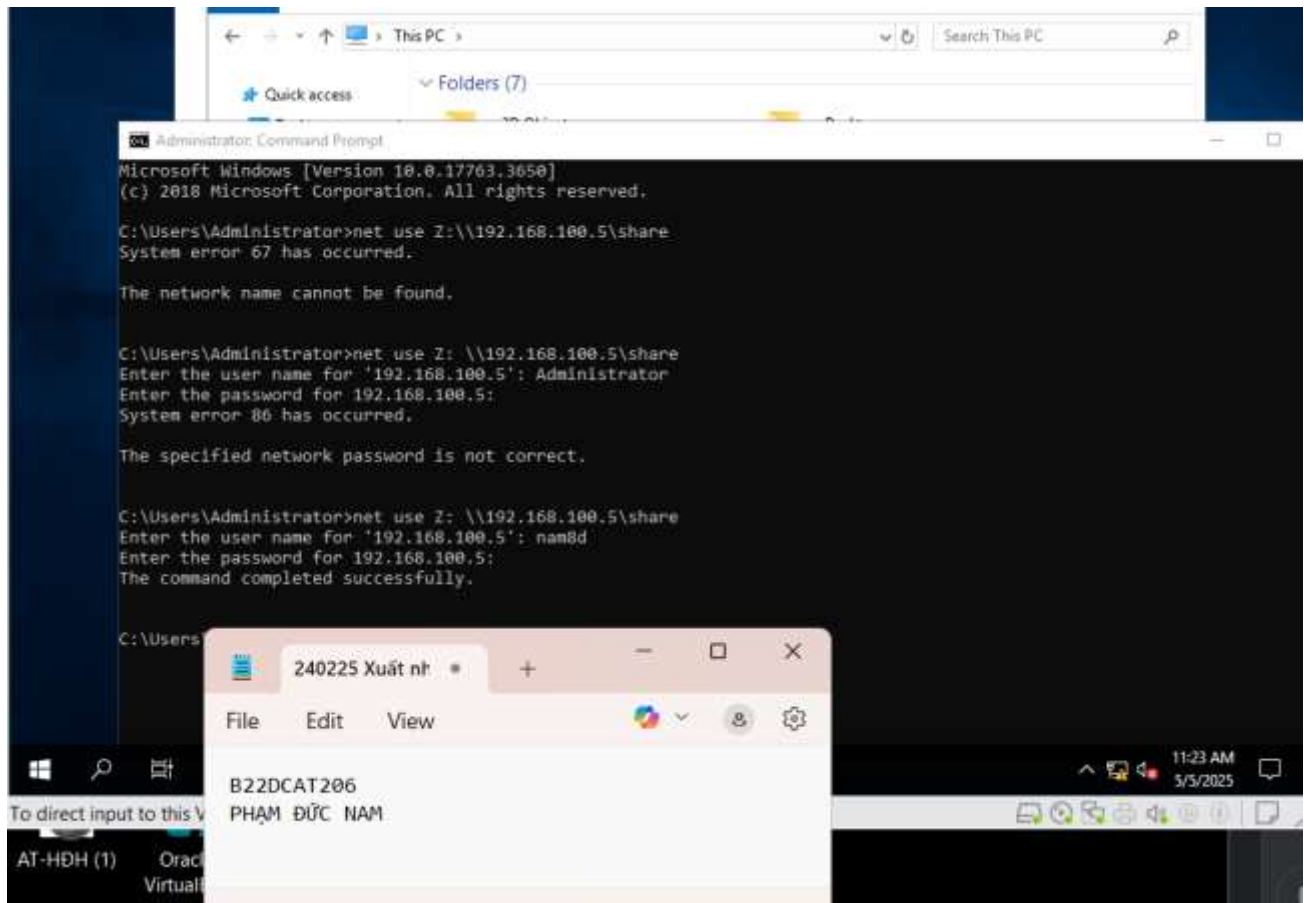 This PC
Search This PC
Quick access
Folders (7)
Administrator: Command Prompt
Microsoft Windows [Version 10.0.17763.3650]
(c) 2018 Microsoft Corporation. All rights reserved.
C:\Users\Administrator>net use Z:\\192.168.100.5\share
System error 67 has occurred.
The network name cannot be found.
C:\Users\Administrator>net use Z: \\192.168.100.5\share
Enter the user name for '192.168.100.5': Administrator
Enter the password for 192.168.100.5:
System error 86 has occurred.
The specified network password is not correct.
C:\Users\Administrator>net use Z: \\192.168.100.5\share
Enter the user name for '192.168.100.5': nam8d
Enter the password for 192.168.100.5:
The command completed successfully.
C:\Users
240225 Xuất nh
File Edit View
B22DCAT206
PHẠM ĐỨC NAM
11:23 AM
5/5/2025
To direct input to this V
AT-HĐH (1)
Orac
Virtual